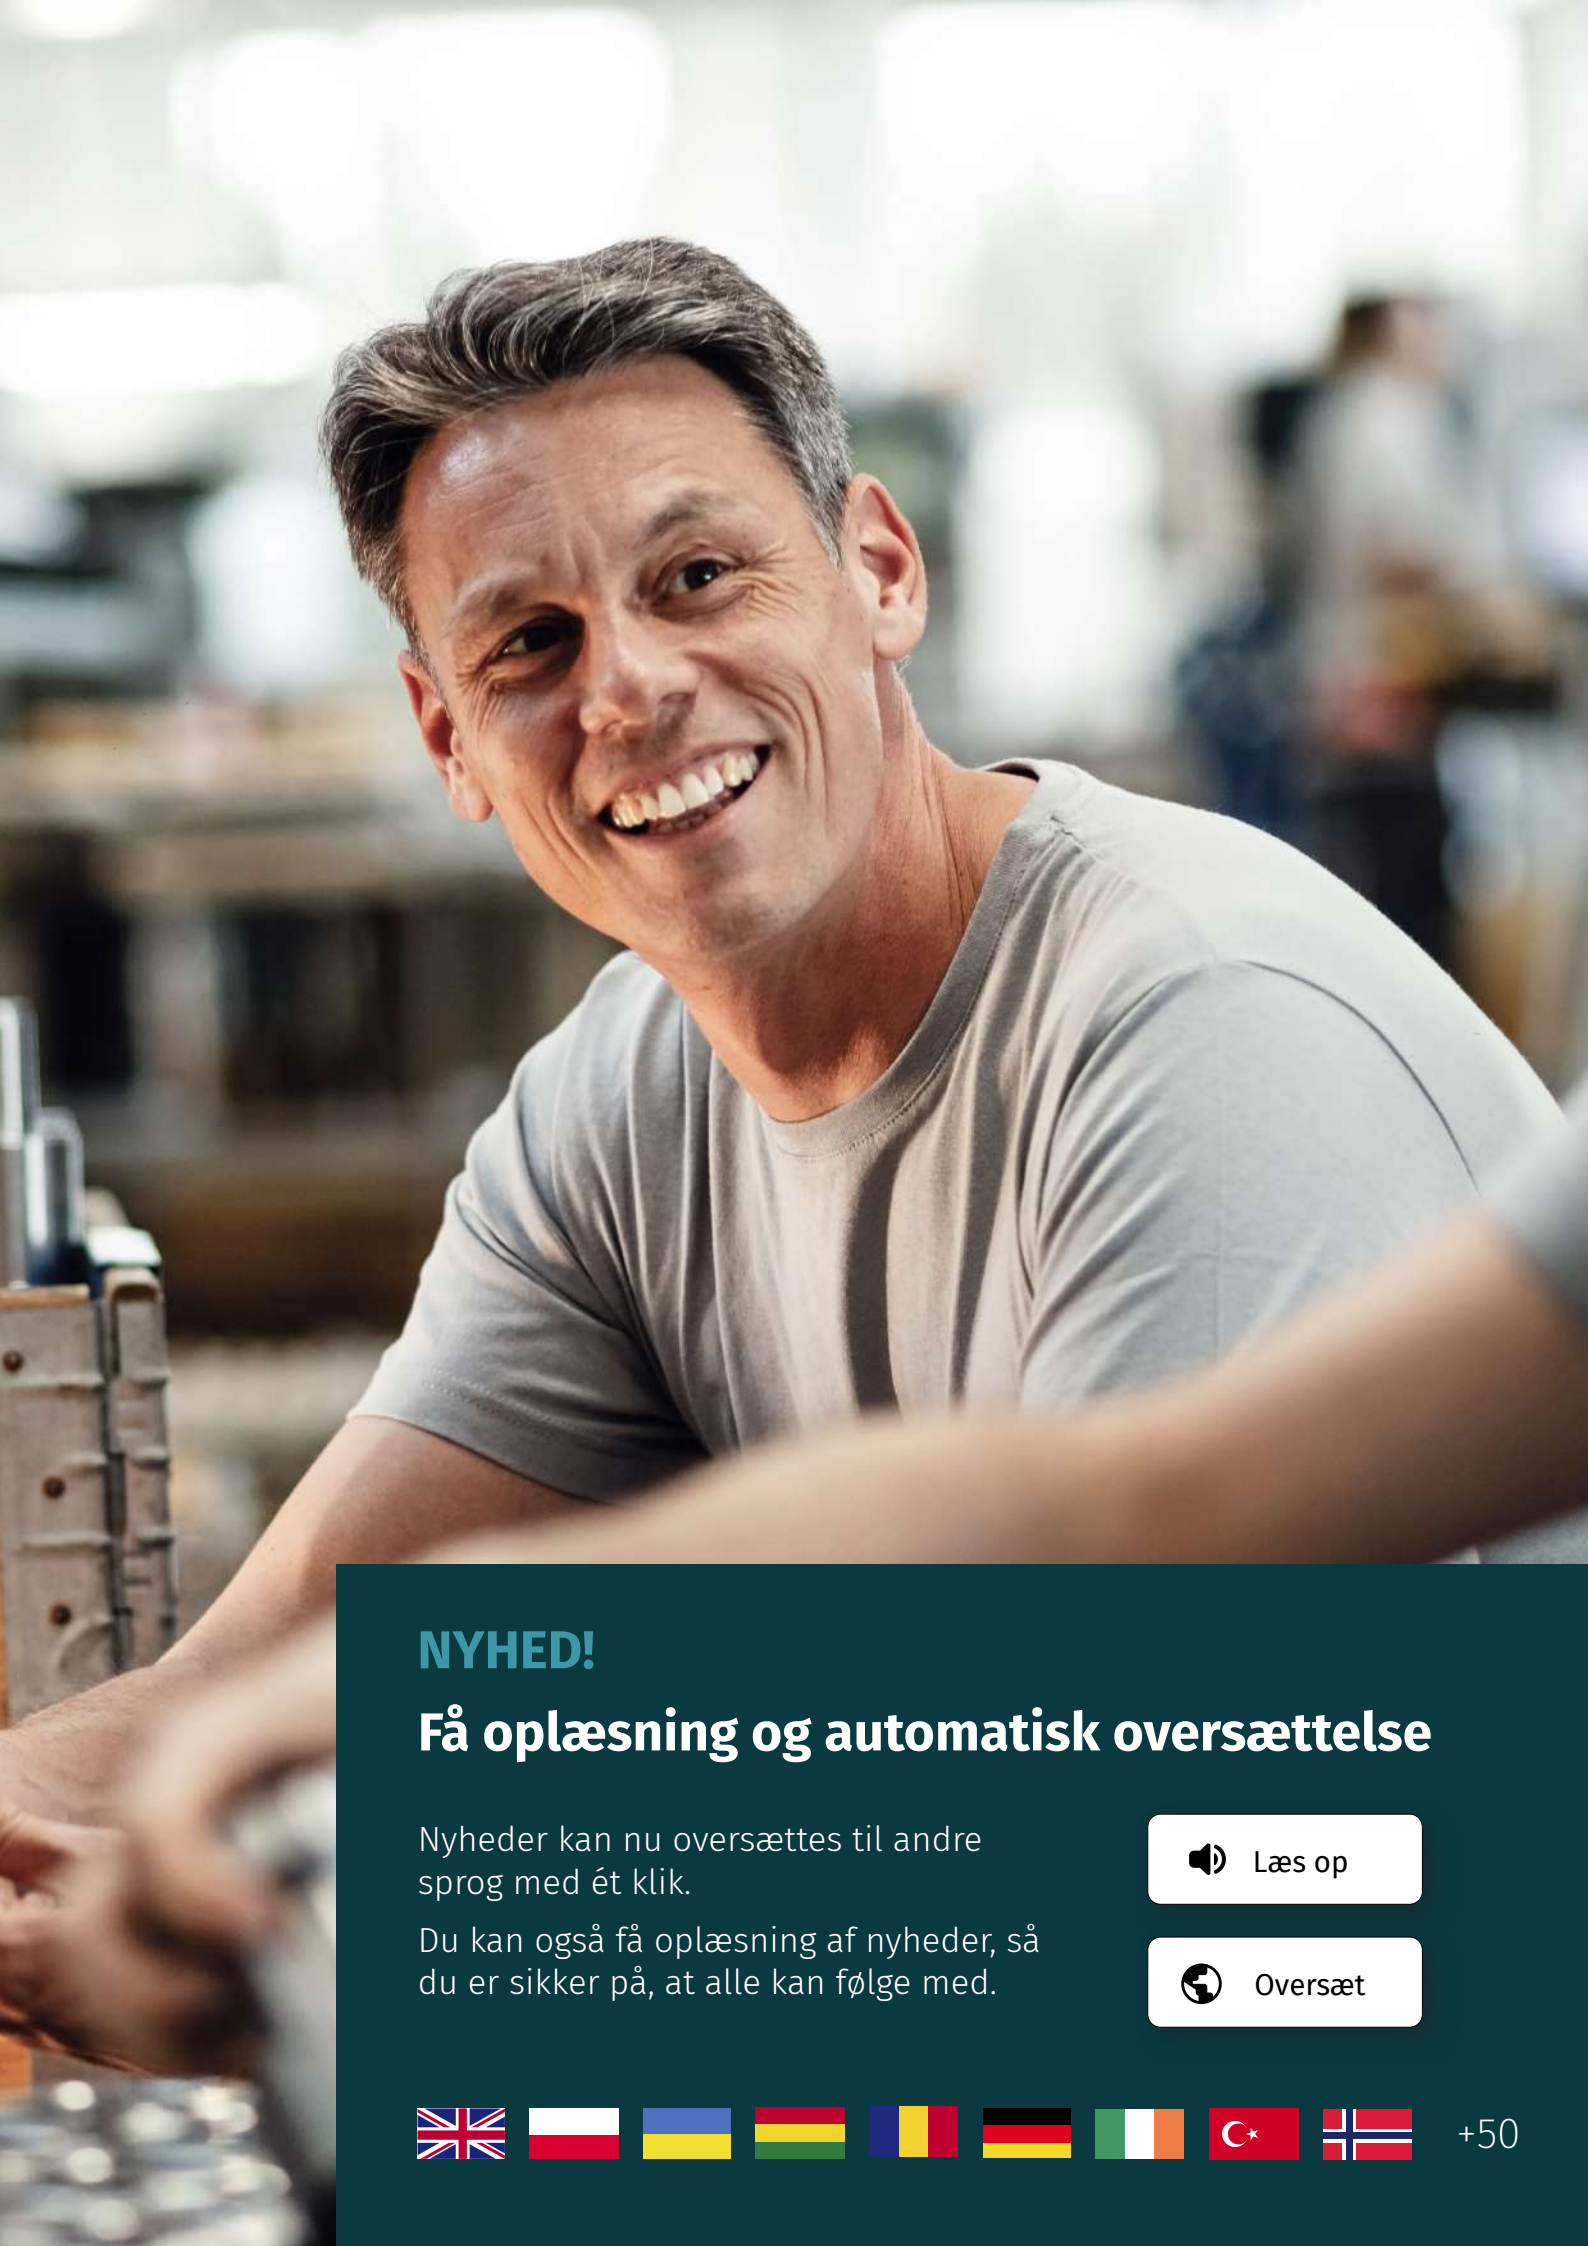 NYHED!
Få oplæsning og automatisk oversættelse
Nyheder kan nu oversættes til andre
sprog med ét klik.
Du kan også få oplæsning af nyheder, så
du er sikker på, at alle kan følge med.
Læs op
Oversæt
+50